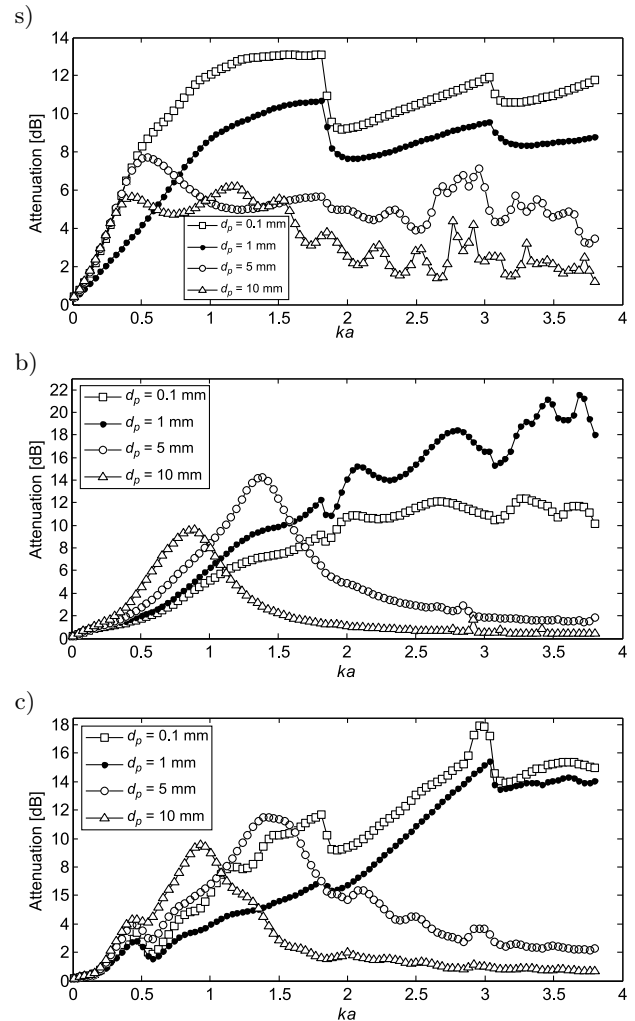 s)
14
12
10
8
6
4
2
0
Attenuation [dB]
d_p = 0.1 mm
d_p = 1 mm
d_p = 5 mm
d_p = 10 mm
0 0.5 1 1.5 2 2.5 3 3.5 4
ka
b)
22
20
18
16
14
12
10
8
6
4
2
0
Attenuation [dB]
d_p = 0.1 mm
d_p = 1 mm
d_p = 5 mm
d_p = 10 mm
0 0.5 1 1.5 2 2.5 3 3.5 4
ka
c)
18
16
14
12
10
8
15
4
2
0
Attenuation [dB]
d_p = 0.1 mm
d_p = 1 mm
d_p = 5 mm
d_p = 10 mm
0 0.5 1 1.5 2 2.5 3 3.5 4
ka